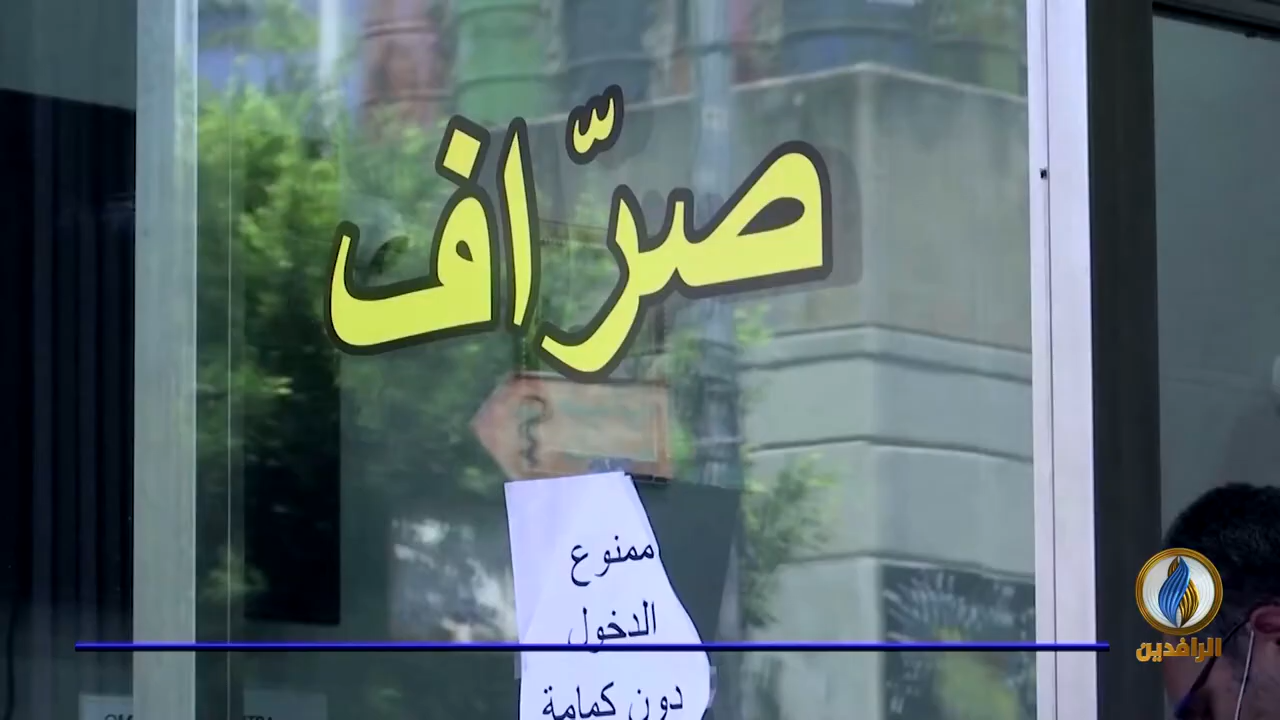 صرّاف
ممنوع
الدخول
دون كمامة
الرافدين